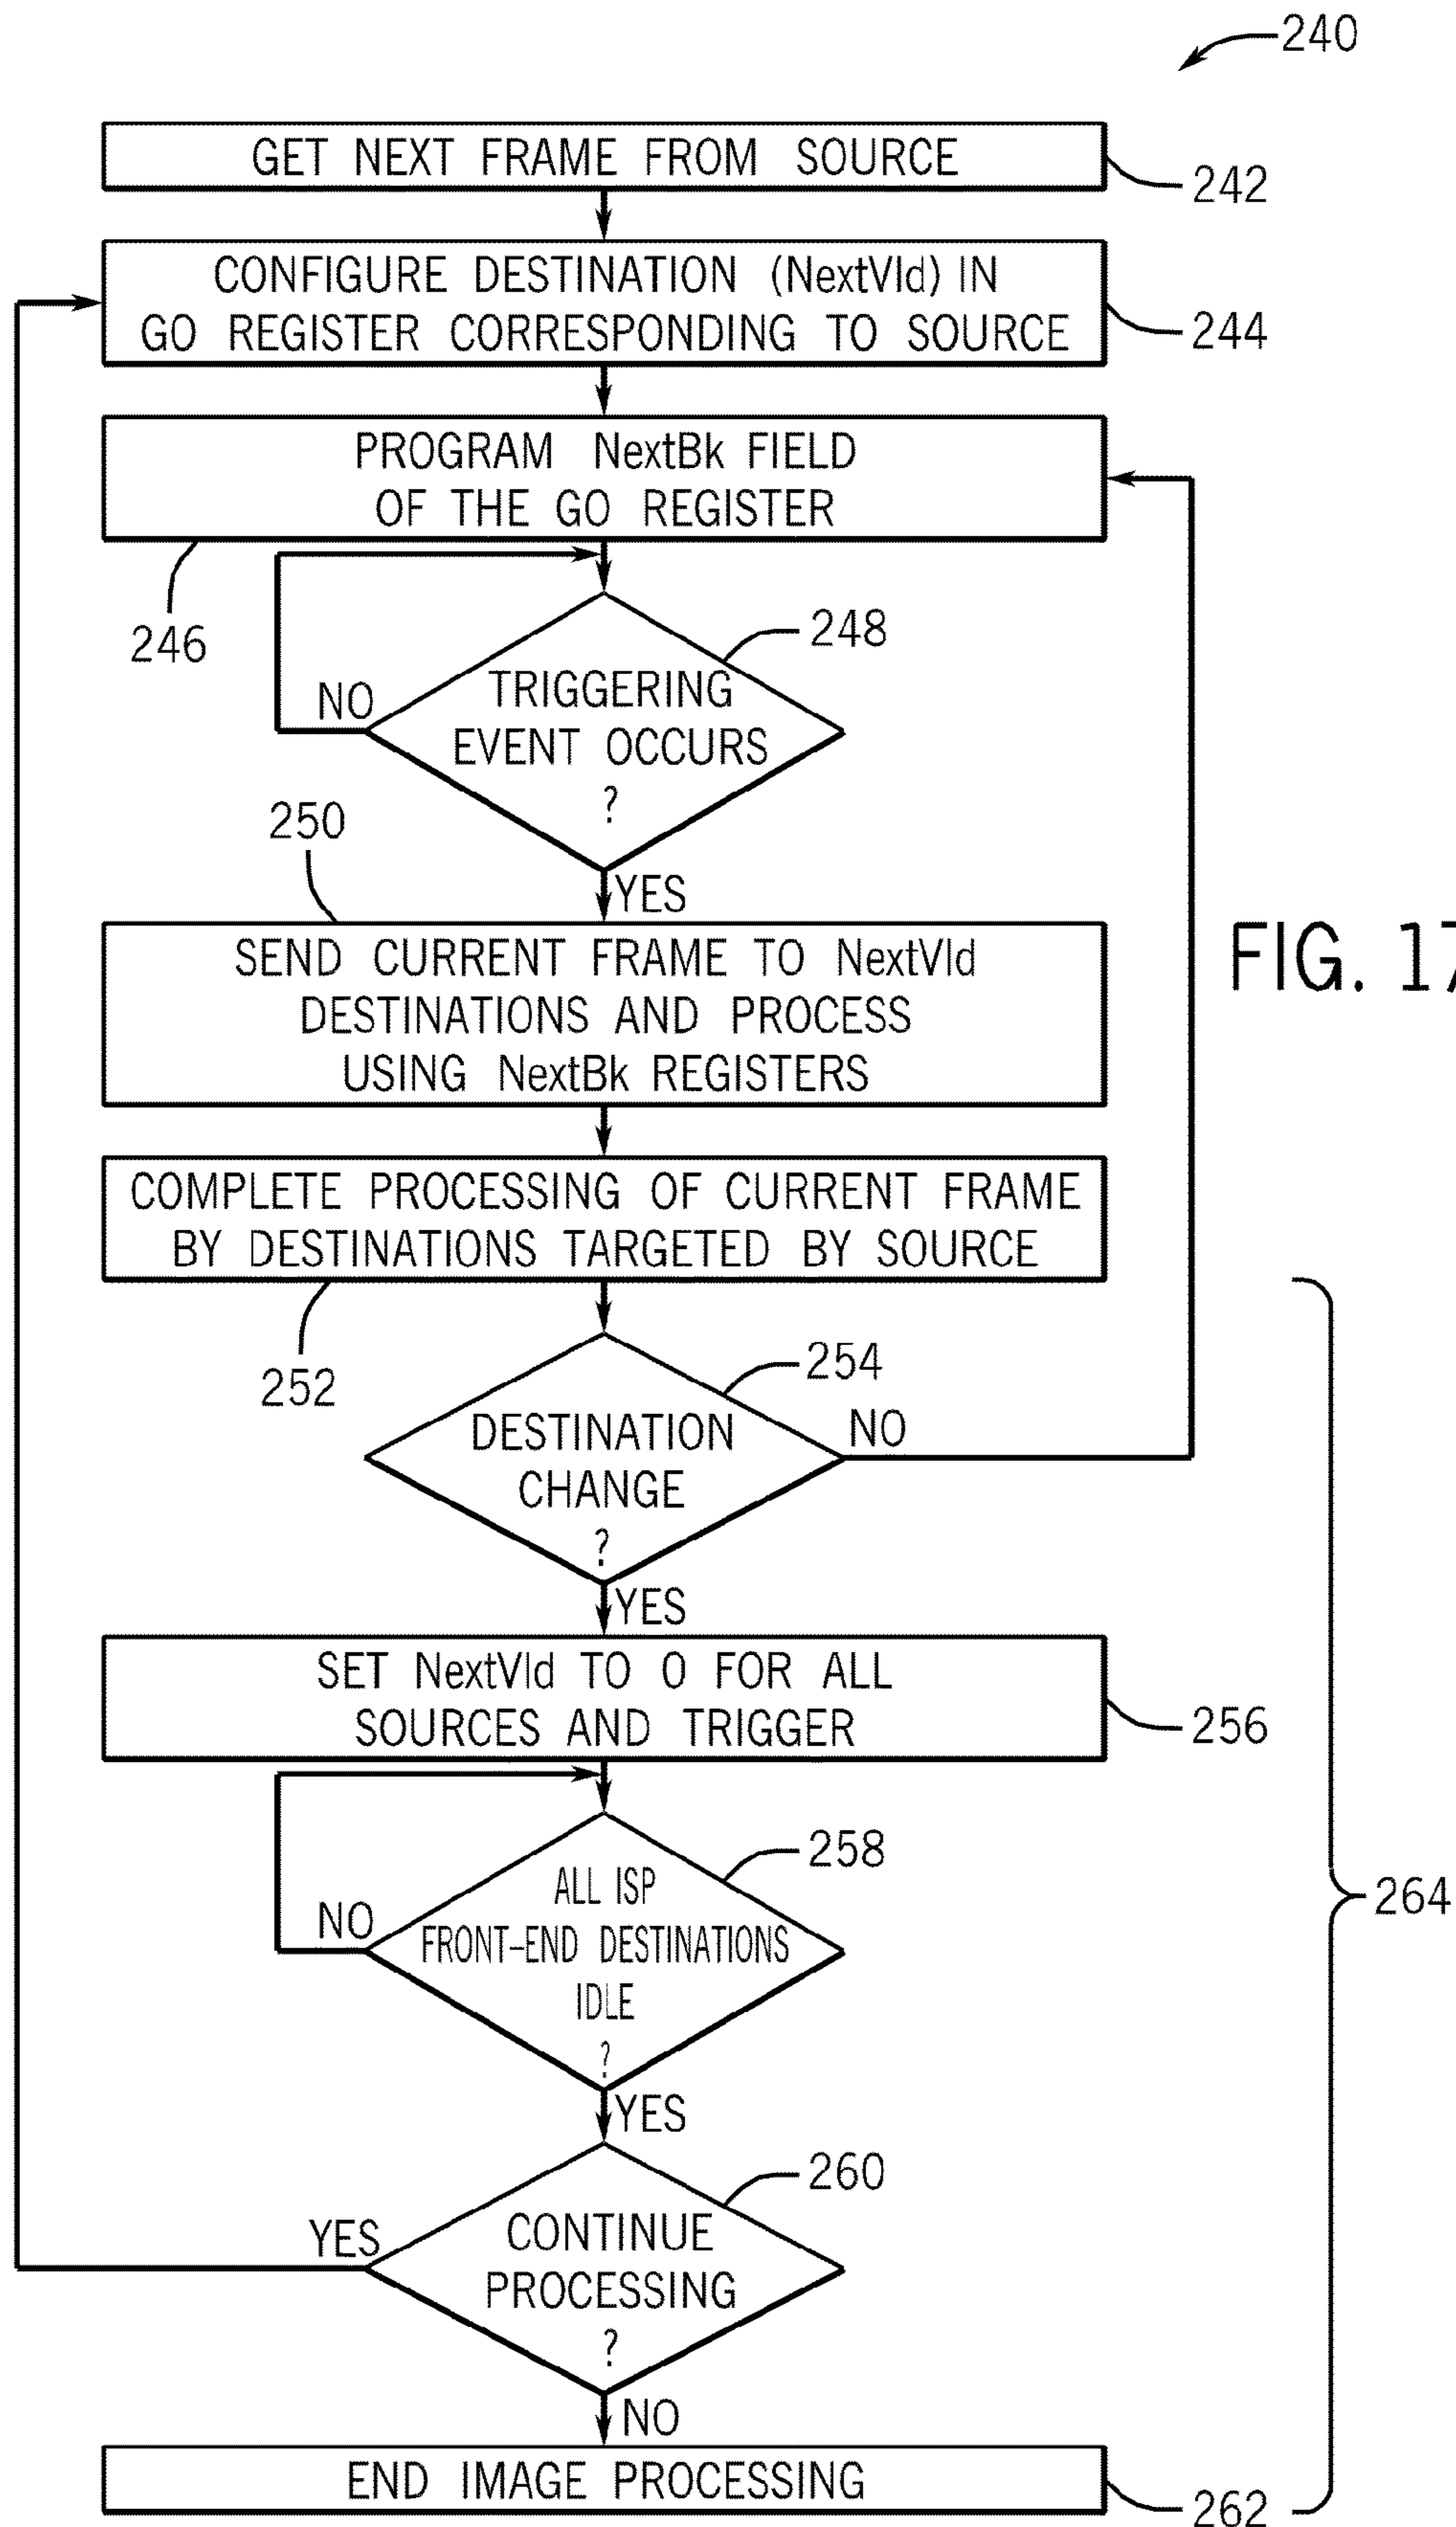 240
GET NEXT FRAME FROM SOURCE
242
CONFIGURE DESTINATION (NextVld) IN
GO REGISTER CORRESPONDING TO SOURCE
244
PROGRAM NextBk FIELD
OF THE GO REGISTER
246
248
TRIGGERING
EVENT OCCURS
?
NO
YES
250
SEND CURRENT FRAME TO NextVld
DESTINATIONS AND PROCESS
USING NextBk REGISTERS
FIG. 17
COMPLETE PROCESSING OF CURRENT FRAME
BY DESTINATIONS TARGETED BY SOURCE
252
254
DESTINATION
CHANGE
?
NO
YES
SET NextVld TO 0 FOR ALL
SOURCES AND TRIGGER
256
258
ALL ISP
FRONT-END DESTINATIONS
IDLE
?
NO
YES
264
260
CONTINUE
PROCESSING
?
YES
NO
END IMAGE PROCESSING
262